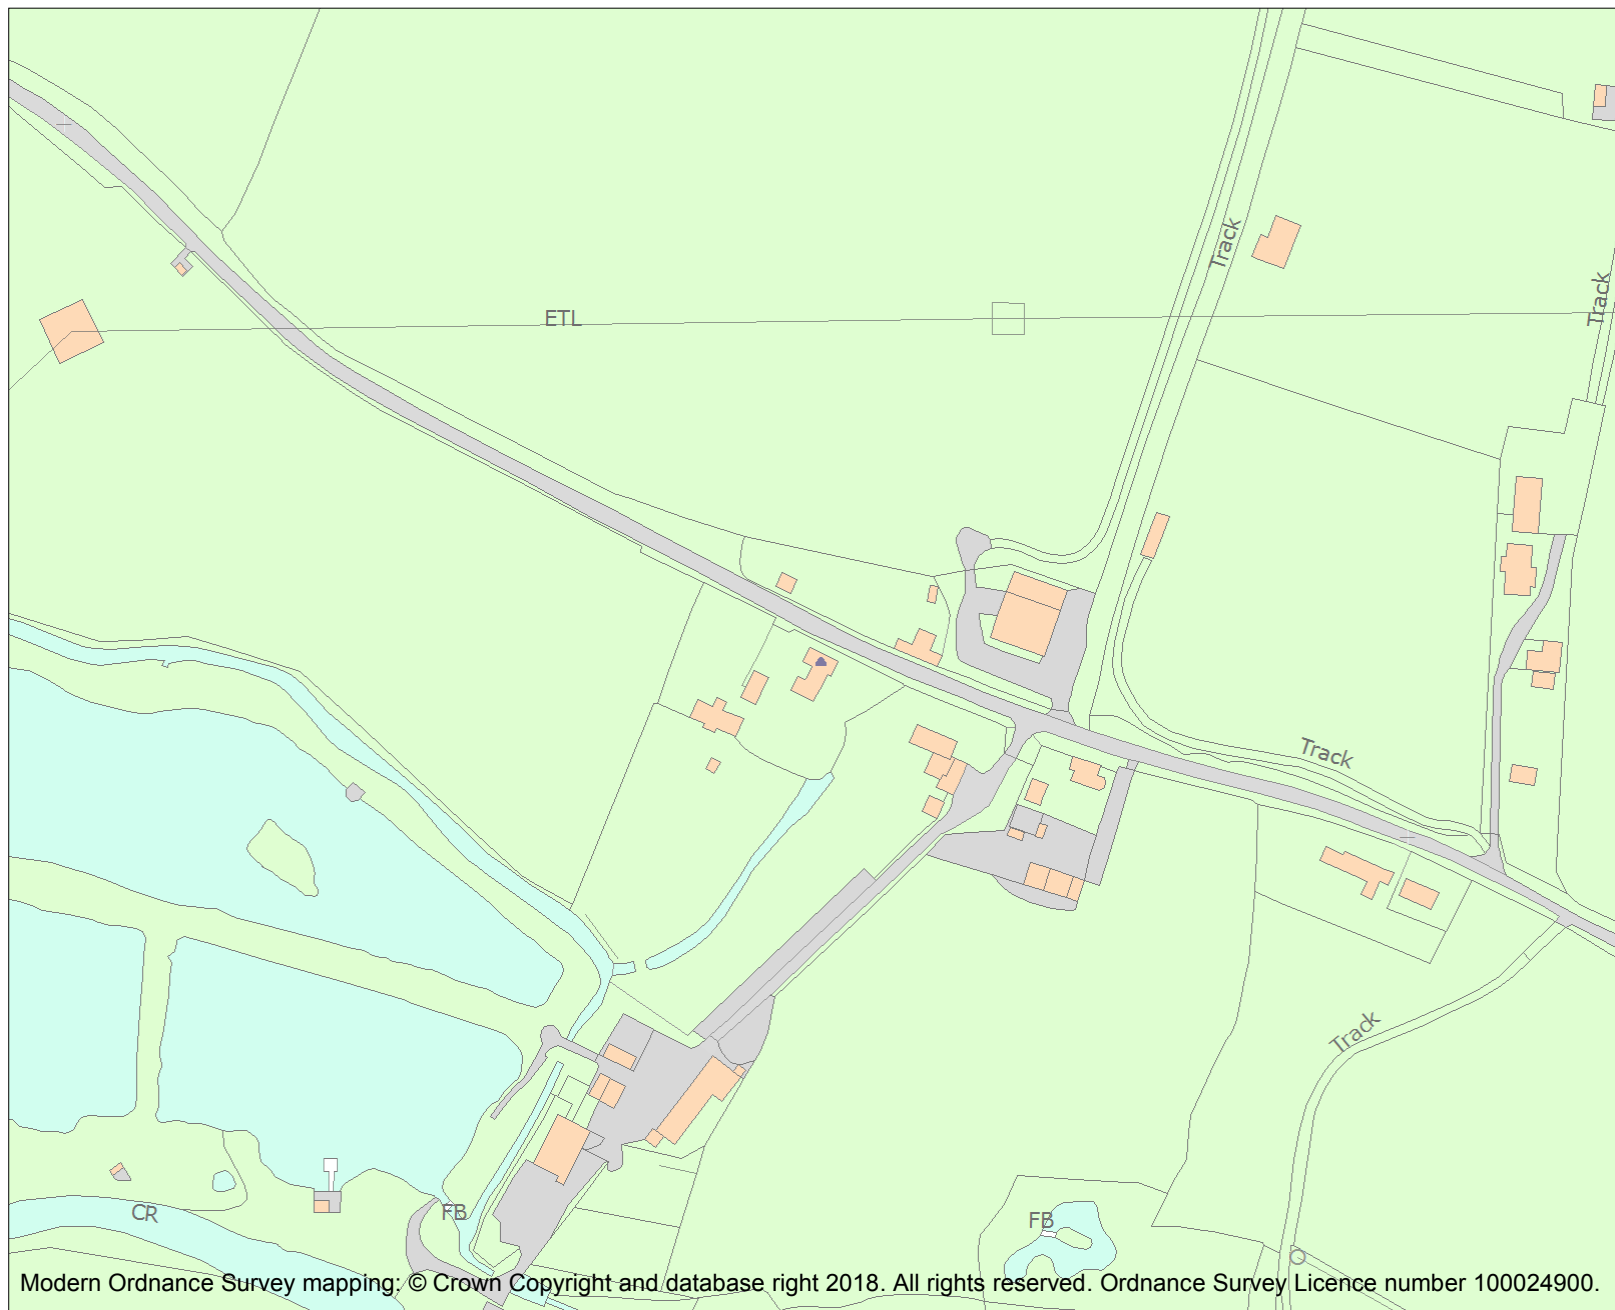 Track
Track
ETL
Track
Track
CR
FB
FB
Modern Ordnance Survey mapping: © Crown Copyright and database right 2018. All rights reserved. Ordnance Survey Licence number 100024900.